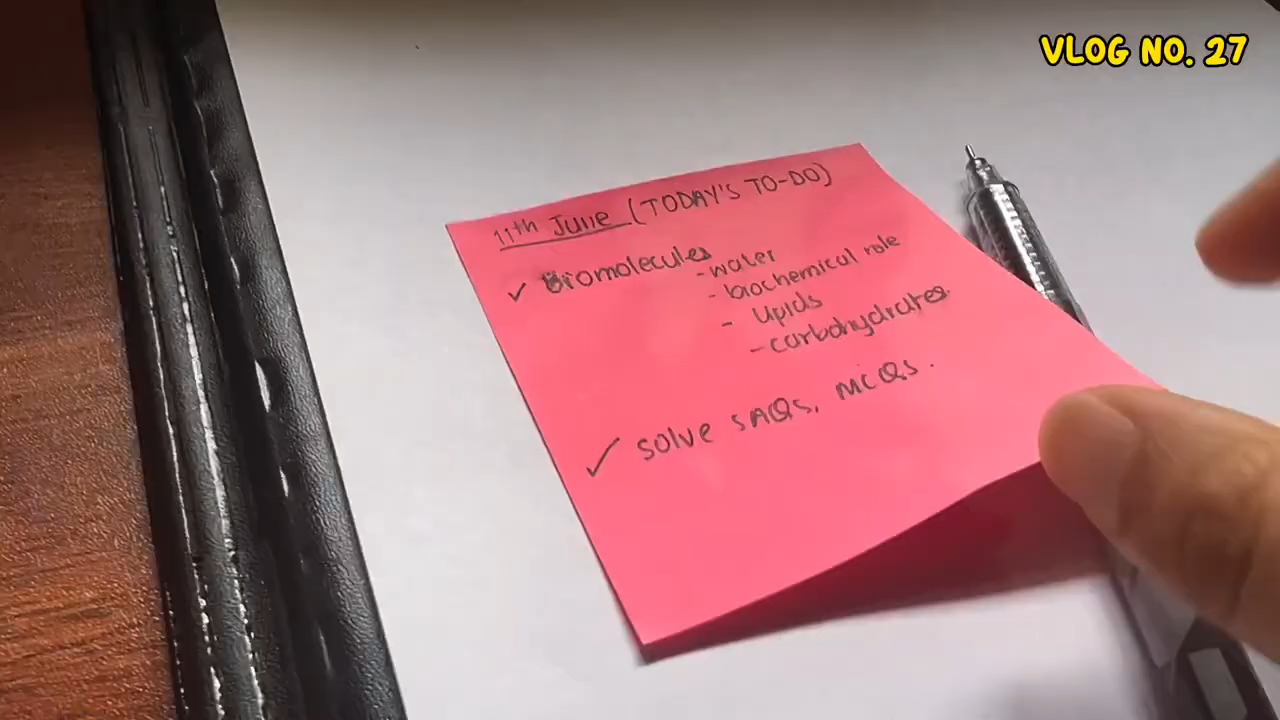 VLOG NO. 27
11th June (TODAY'S TO-DO)
✓ Biomolecules - water
- biochemical role
- lipids
- carbohydrates.
✓ solve SAQs, MCQs.